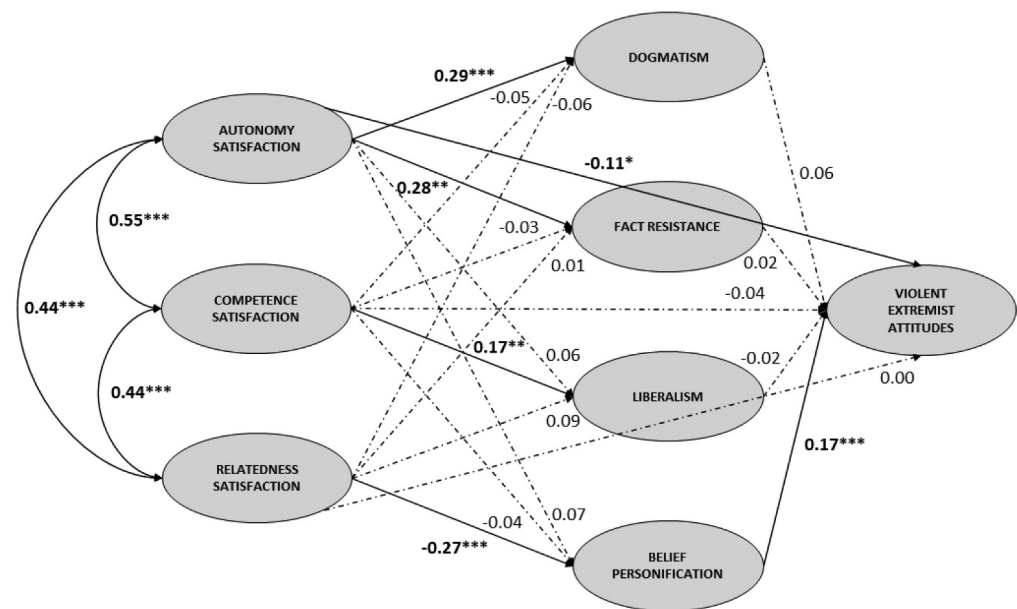 DOGMATISM
0.29***
-0.05
-0.06
AUTONOMY
SATISFACTION
-0.11*
0.06
0.28**
0.55***
-0.03
FACT RESISTANCE
0.01
0.02
-0.04
COMPETENCE
SATISFACTION
VIOLENT
EXTREMIST
ATTITUDES
0.44***
0.17**
0.06
-0.02
0.00
0.44***
LIBERALISM
0.09
0.17***
RELATEDNESS
SATISFACTION
-0.04
0.07
-0.27***
BELIEF
PERSONIFICATION